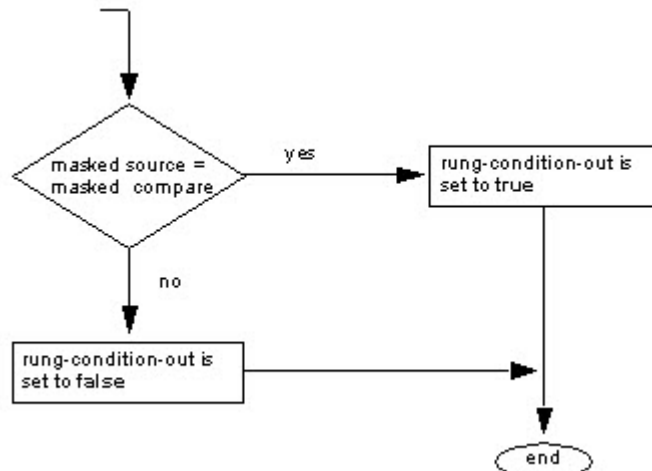 masked source =
masked compare
yes
rung-condition-out is
set to true
no
rung-condition-out is
set to false
end